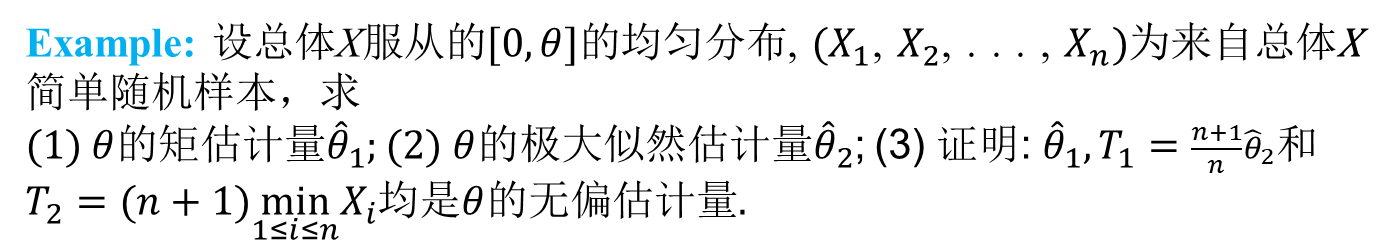 Example: 设总体X服从的[0, θ]的均匀分布, (X₁, X₂, . . . , Xₙ)为来自总体X
简单随机样本，求
(1) θ的矩估计量θ̂₁; (2) θ的极大似然估计量θ̂₂; (3) 证明: θ̂₁, T₁ = \frac{n+1}{n}θ̂₂和
T₂ = (n + 1) min_{1≤i≤n} Xᵢ均是θ的无偏估计量.